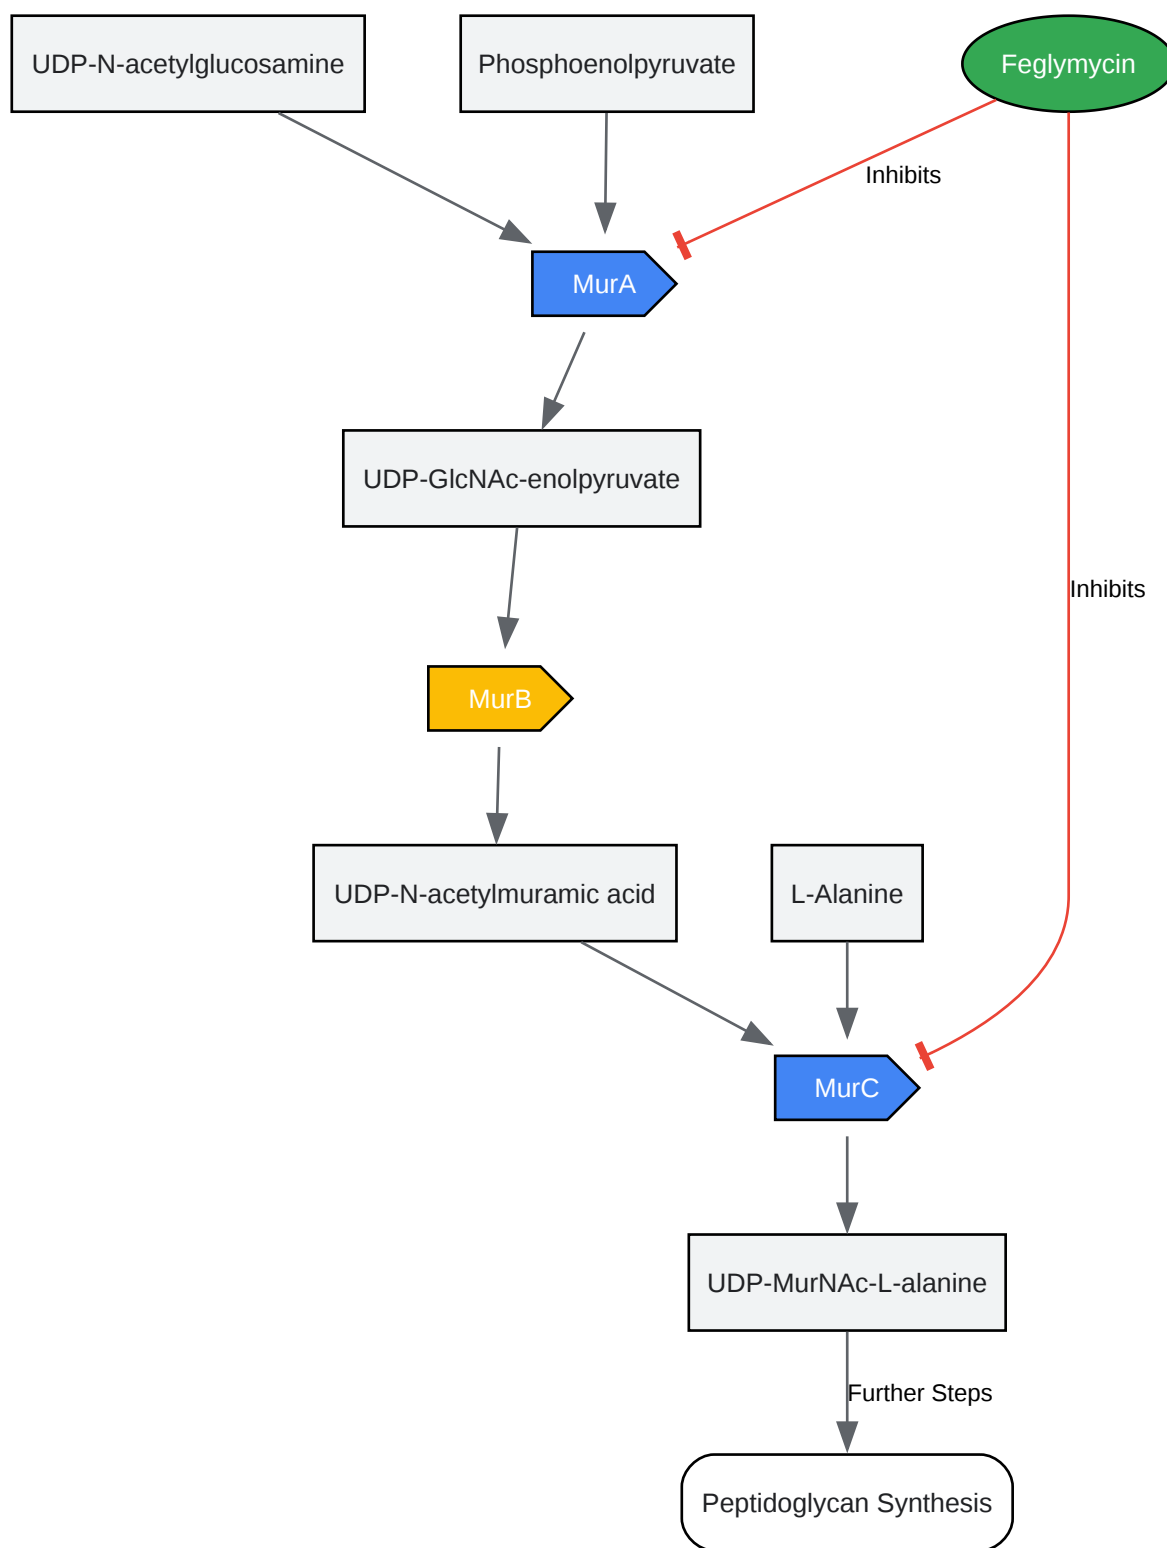 UDP-N-acetylglucosamine
Phosphoenolpyruvate
Feglymycin
Inhibits
MurA
UDP-GlcNAc-enolpyruvate
Inhibits
MurB
UDP-N-acetylmuramic acid
L-Alanine
MurC
UDP-MurNAc-L-alanine
Further Steps
Peptidoglycan Synthesis